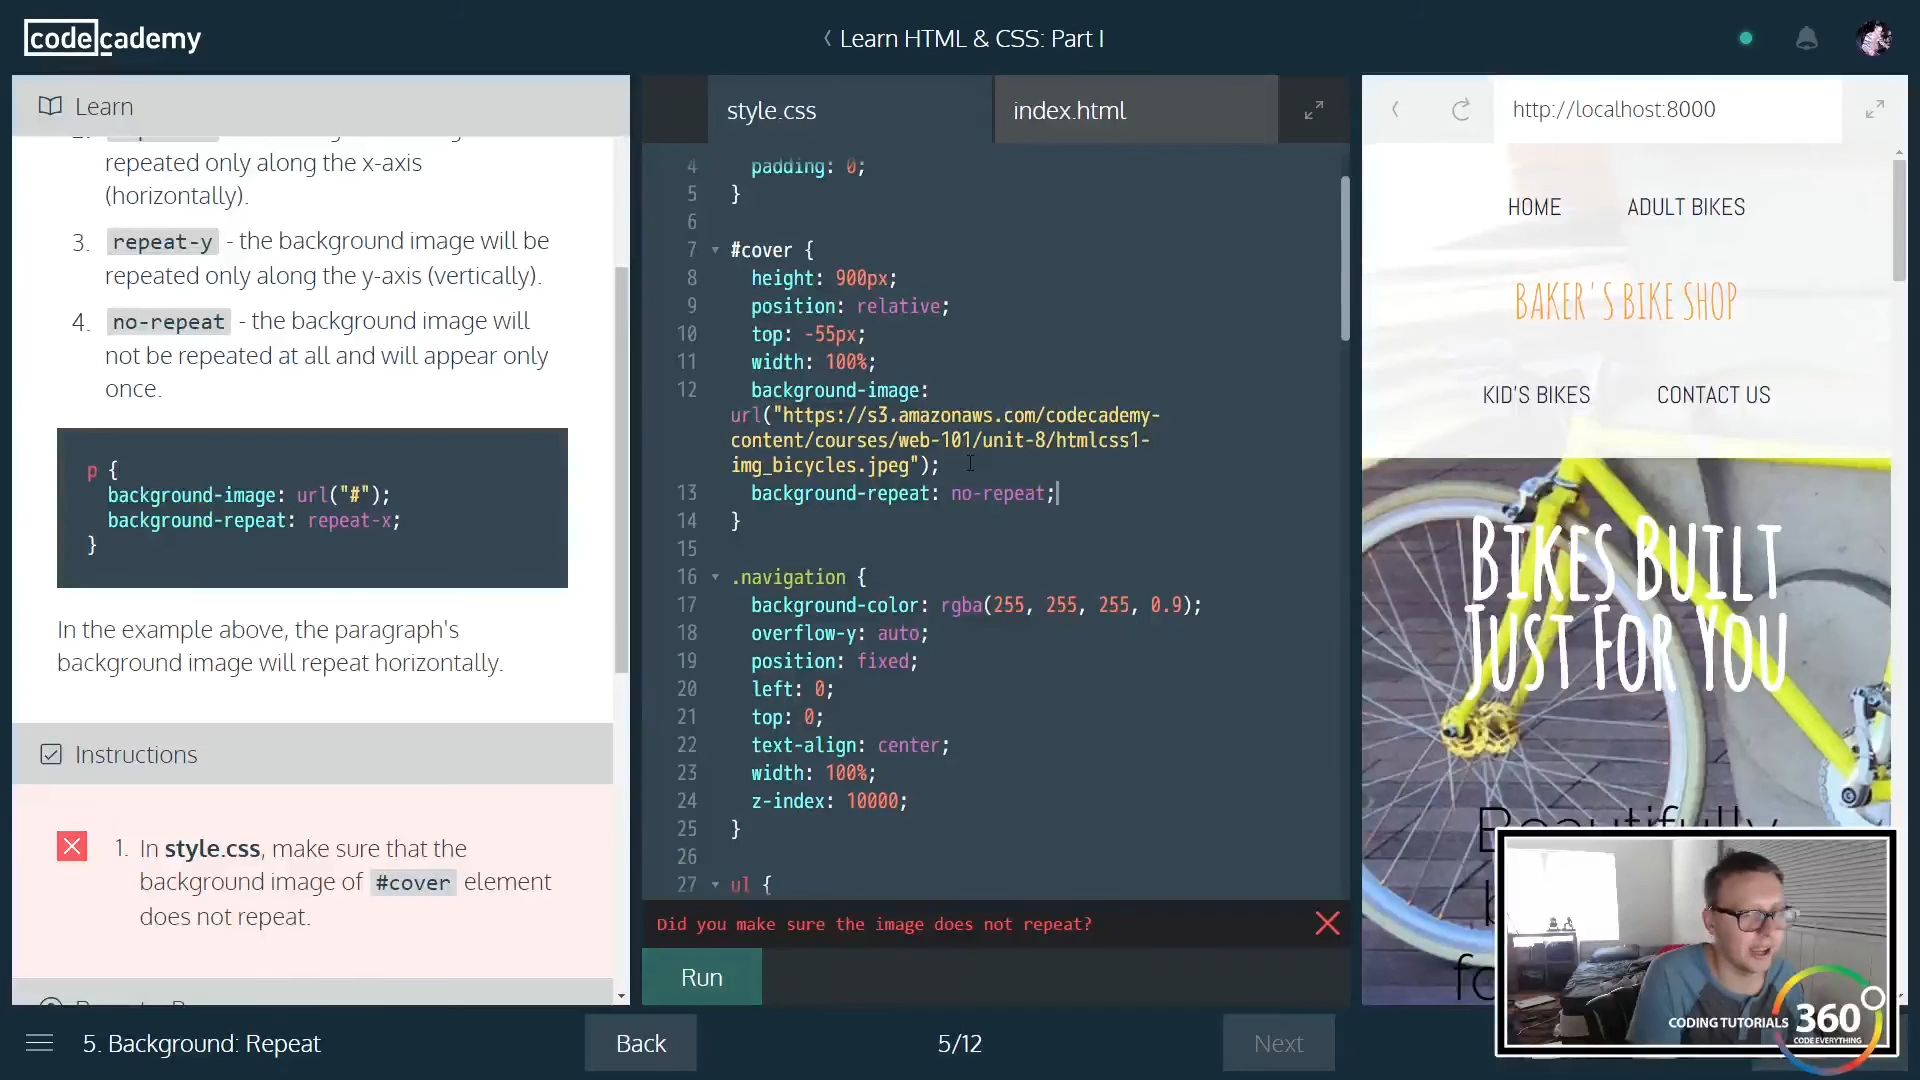 codecademy
Learn HTML & CSS: Part I
Learn
repeated only along the x-axis
(horizontally).
3. repeat-y - the background image will be
repeated only along the y-axis (vertically).
4. no-repeat - the background image will
not be repeated at all and will appear only
once.
p {
background-image: url("#");
background-repeat: repeat-x;
}
In the example above, the paragraph's
background image will repeat horizontally.
Instructions
1. In style.css, make sure that the
background image of #cover element
does not repeat.
style.css
index.html
4 padding: 0;
5 }
6
7 #cover {
8 height: 900px;
9 position: relative;
10 top: -55px;
11 width: 100%;
12 background-image:
url("https://s3.amazonaws.com/codecademy-
content/courses/web-101/unit-8/htmlcss1-
img_bicycles.jpeg");
13 background-repeat: no-repeat;
14 }
15
16 .navigation {
17 background-color: rgba(255, 255, 255, 0.9);
18 overflow-y: auto;
19 position: fixed;
20 left: 0;
21 top: 0;
22 text-align: center;
23 width: 100%;
24 z-index: 10000;
25 }
26
27 ul {
Did you make sure the image does not repeat?
Run
http://localhost:8000
HOME ADULT BIKES
BAKER'S BIKE SHOP
KID'S BIKES CONTACT US
BIKES BUILT
JUST FOR YOU
Beautifully
CODING TUTORIALS 360
CODE EVERYTHING
5. Background: Repeat
Back
5/12
Next